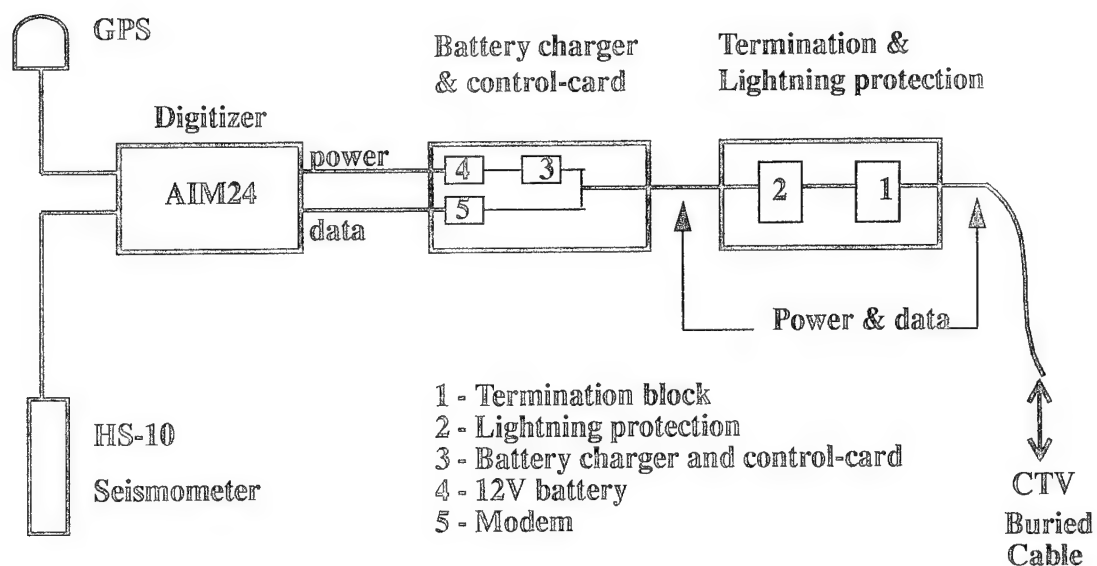 GPS
Battery charger
& control-card
Termination &
Lightning protection
Digitizer
AIM24
power
data
4
3
5
2
1
Power & data
HS-10
Seismometer
1 - Termination block
2 - Lightning protection
3 - Battery charger and control-card
4 - 12V battery
5 - Modem
CTV
Buried
Cable